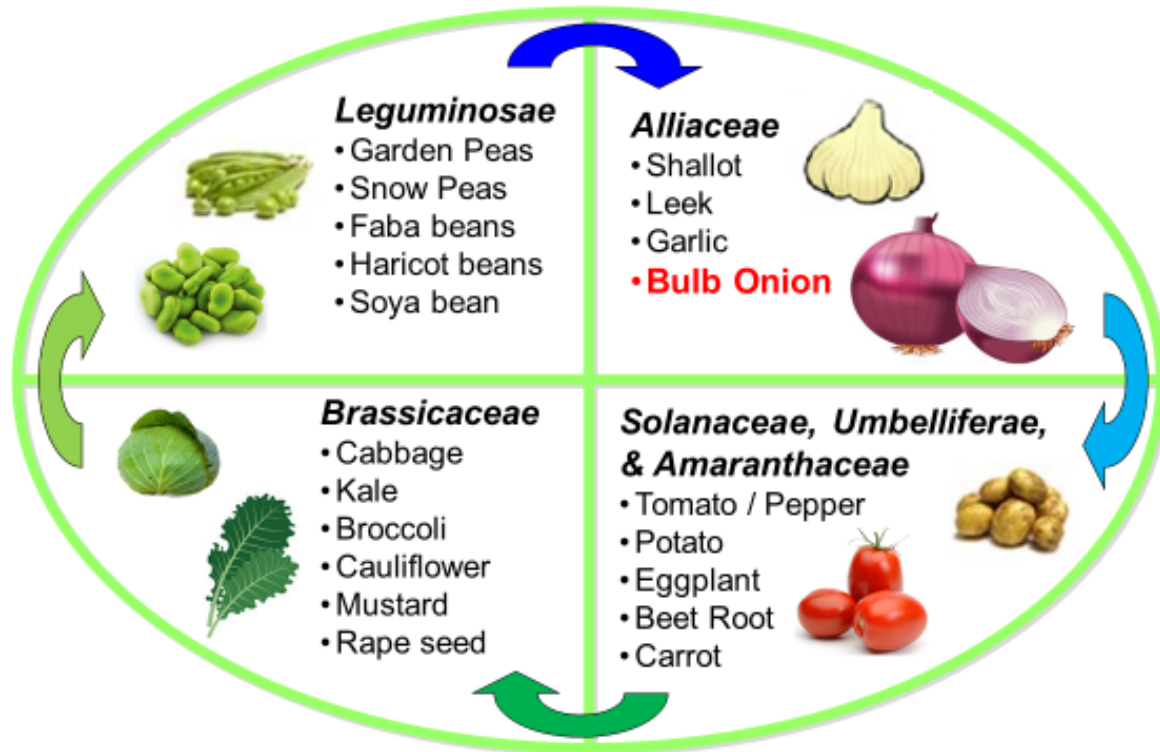 Leguminosae
• Garden Peas
• Snow Peas
• Faba beans
• Haricot beans
• Soya bean
Alliaceae
• Shallot
• Leek
• Garlic
• Bulb Onion
Brassicaceae
• Cabbage
• Kale
• Broccoli
• Cauliflower
• Mustard
• Rape seed
Solanaceae, Umbelliferae,
& Amaranthaceae
• Tomato / Pepper
• Potato
• Eggplant
• Beet Root
• Carrot